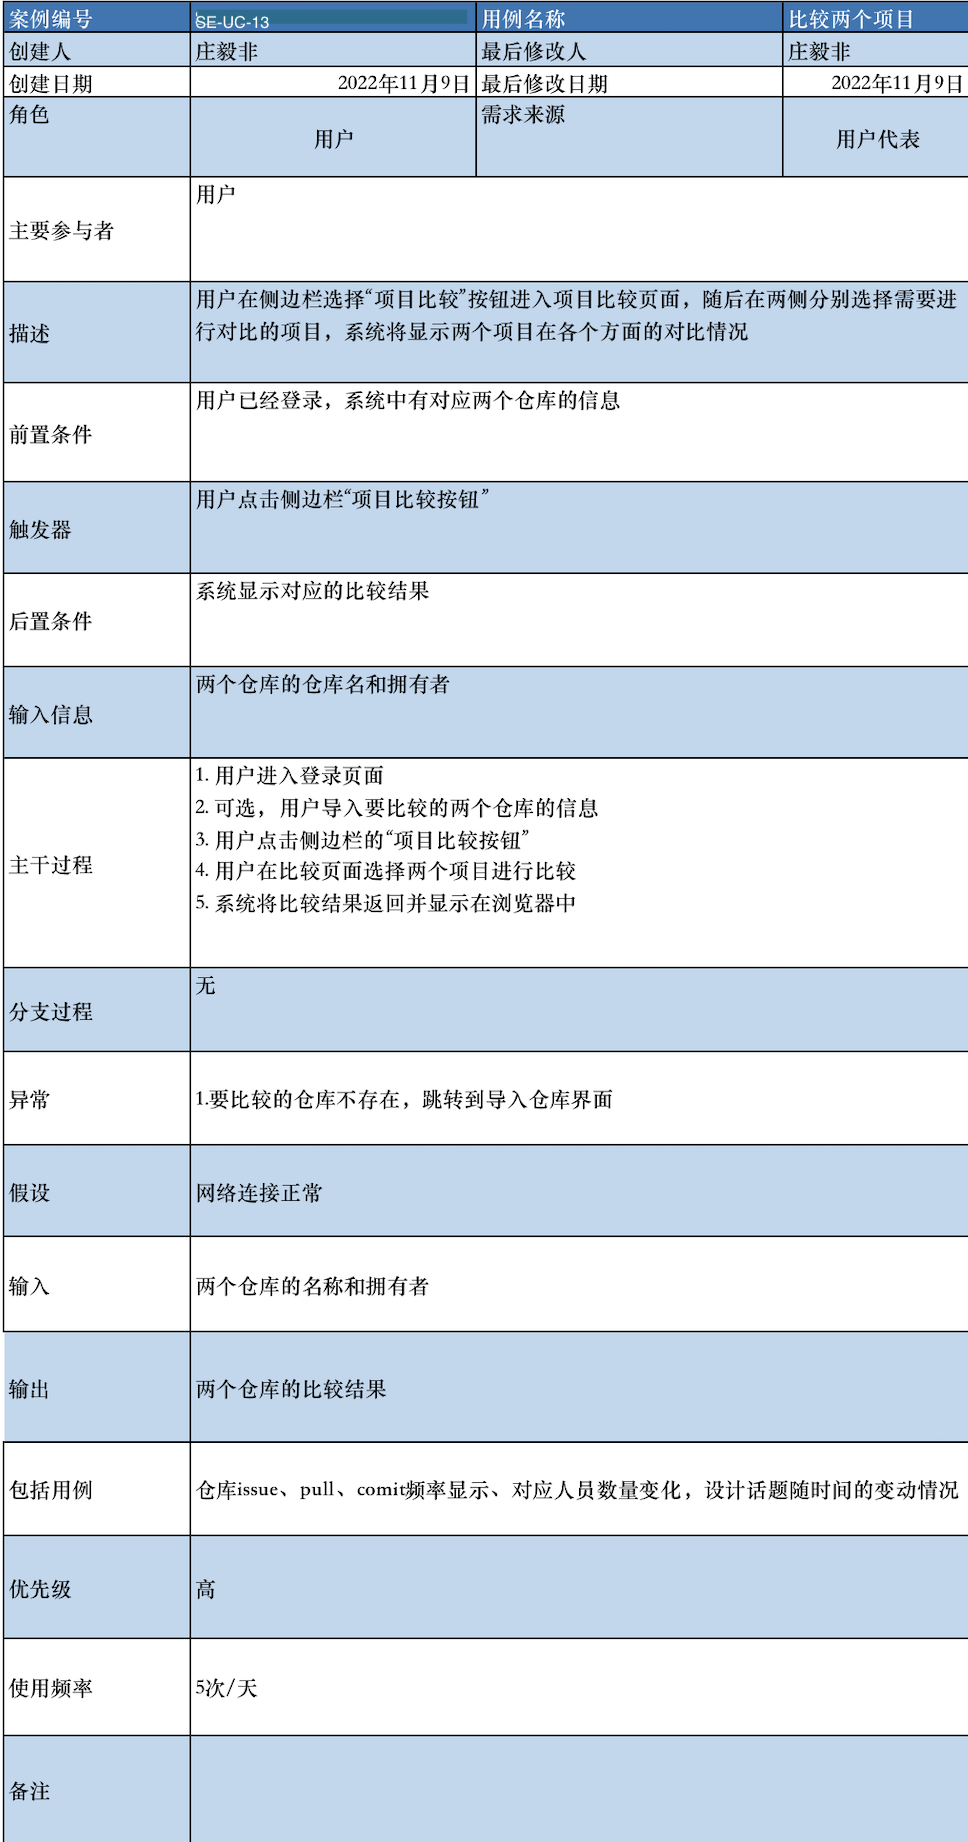 案例编号 SE-UC-13 用例名称 比较两个项目
创建人 庄毅非 最后修改人 庄毅非
创建日期 2022年11月9日 最后修改日期 2022年11月9日
角色 用户 需求来源 用户代表
主要参与者 用户
描述 用户在侧边栏选择“项目比较”按钮进入项目比较页面，随后在两侧分别选择需要进
行对比的项目，系统将显示两个项目在各个方面的对比情况
前置条件 用户已经登录，系统中有对应两个仓库的信息
触发器 用户点击侧边栏“项目比较按钮”
后置条件 系统显示对应的比较结果
输入信息 两个仓库的仓库名和拥有者
主干过程
1. 用户进入登录页面
2. 可选，用户导入要比较的两个仓库的信息
3. 用户点击侧边栏的“项目比较按钮”
4. 用户在比较页面选择两个项目进行比较
5. 系统将比较结果返回并显示在浏览器中
分支过程 无
异常 1.要比较的仓库不存在，跳转到导入仓库界面
假设 网络连接正常
输入 两个仓库的名称和拥有者
输出 两个仓库的比较结果
包括用例 仓库issue、pull、comit频率显示、对应人员数量变化，设计话题随时间的变动情况
优先级 高
使用频率 5次/天
备注